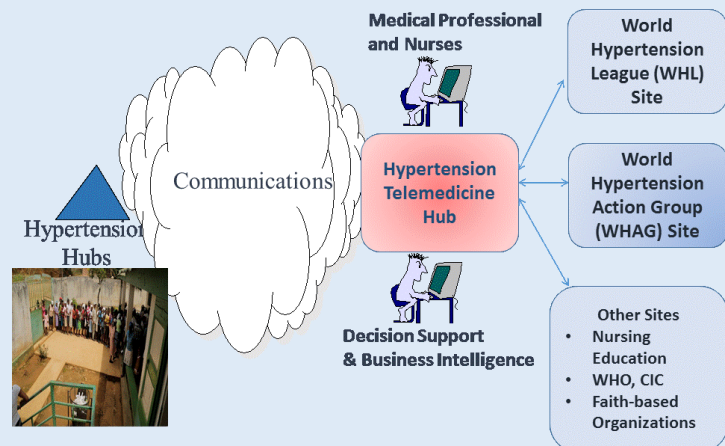 Medical Professional
and Nurses
World
Hypertension
League (WHL)
Site
Communications
Hypertension
Telemedicine
Hub
World
Hypertension
Action Group
(WHAG) Site
Hypertension
Hubs
Decision Support
& Business Intelligence
Other Sites
• Nursing
Education
• WHO, CIC
• Faith-based
Organizations